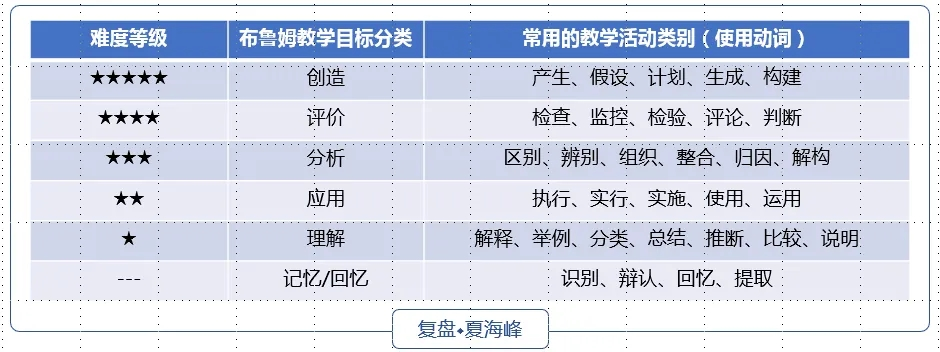 难度等级 布鲁姆教学目标分类 常用的教学活动类别（使用动词）
★★★★★ 创造 产生、假设、计划、生成、构建
★★★★ 评价 检查、监控、检验、评论、判断
★★★ 分析 区别、辨别、组织、整合、归因、解构
★★ 应用 执行、实行、实施、使用、运用
★ 理解 解释、举例、分类、总结、推断、比较、说明
--- 记忆/回忆 识别、辩认、回忆、提取
复盘◆夏海峰